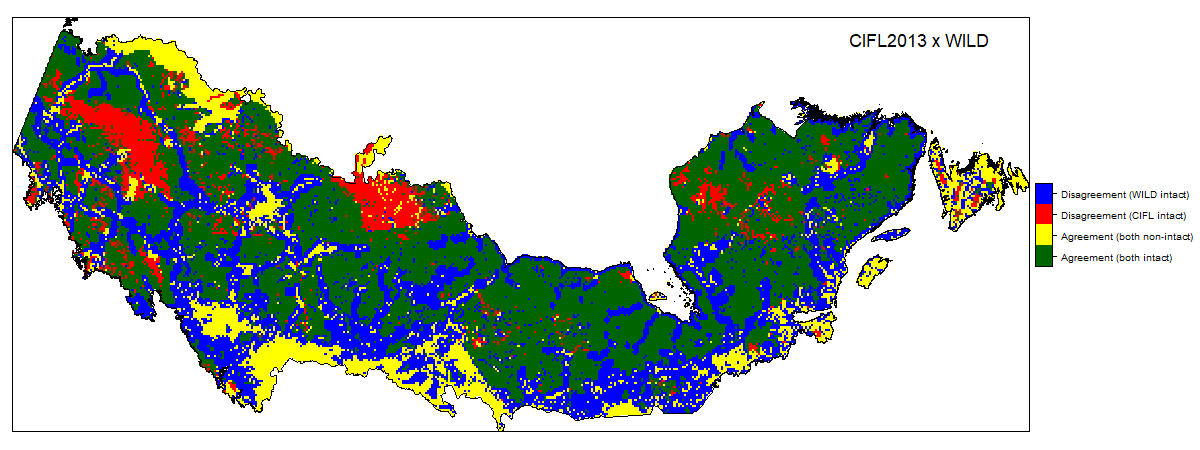 CIFL2013 x WILD
Disagreement (WILD intact)
Disagreement (CIFL intact)
Agreement (both non-intact)
Agreement (both intact)